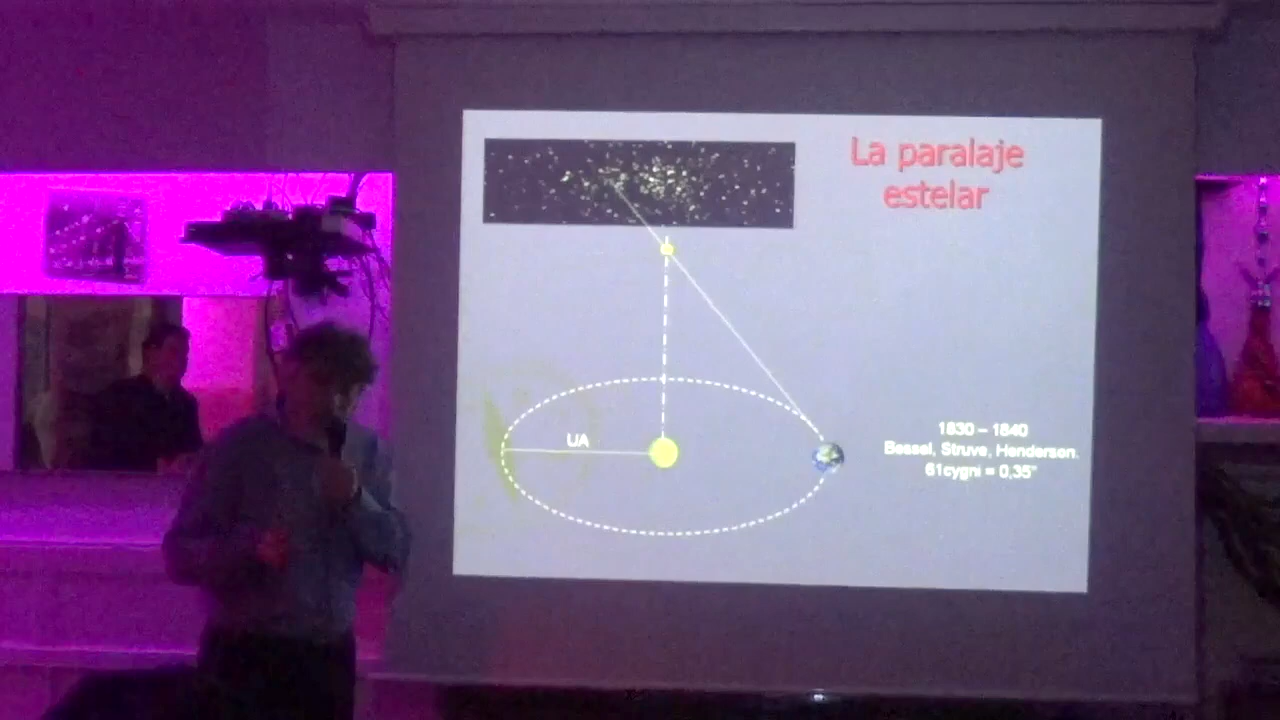 La paralaje
estelar
UA
1830 – 1840
Bessel, Struve, Henderson.
61cygni = 0,35"